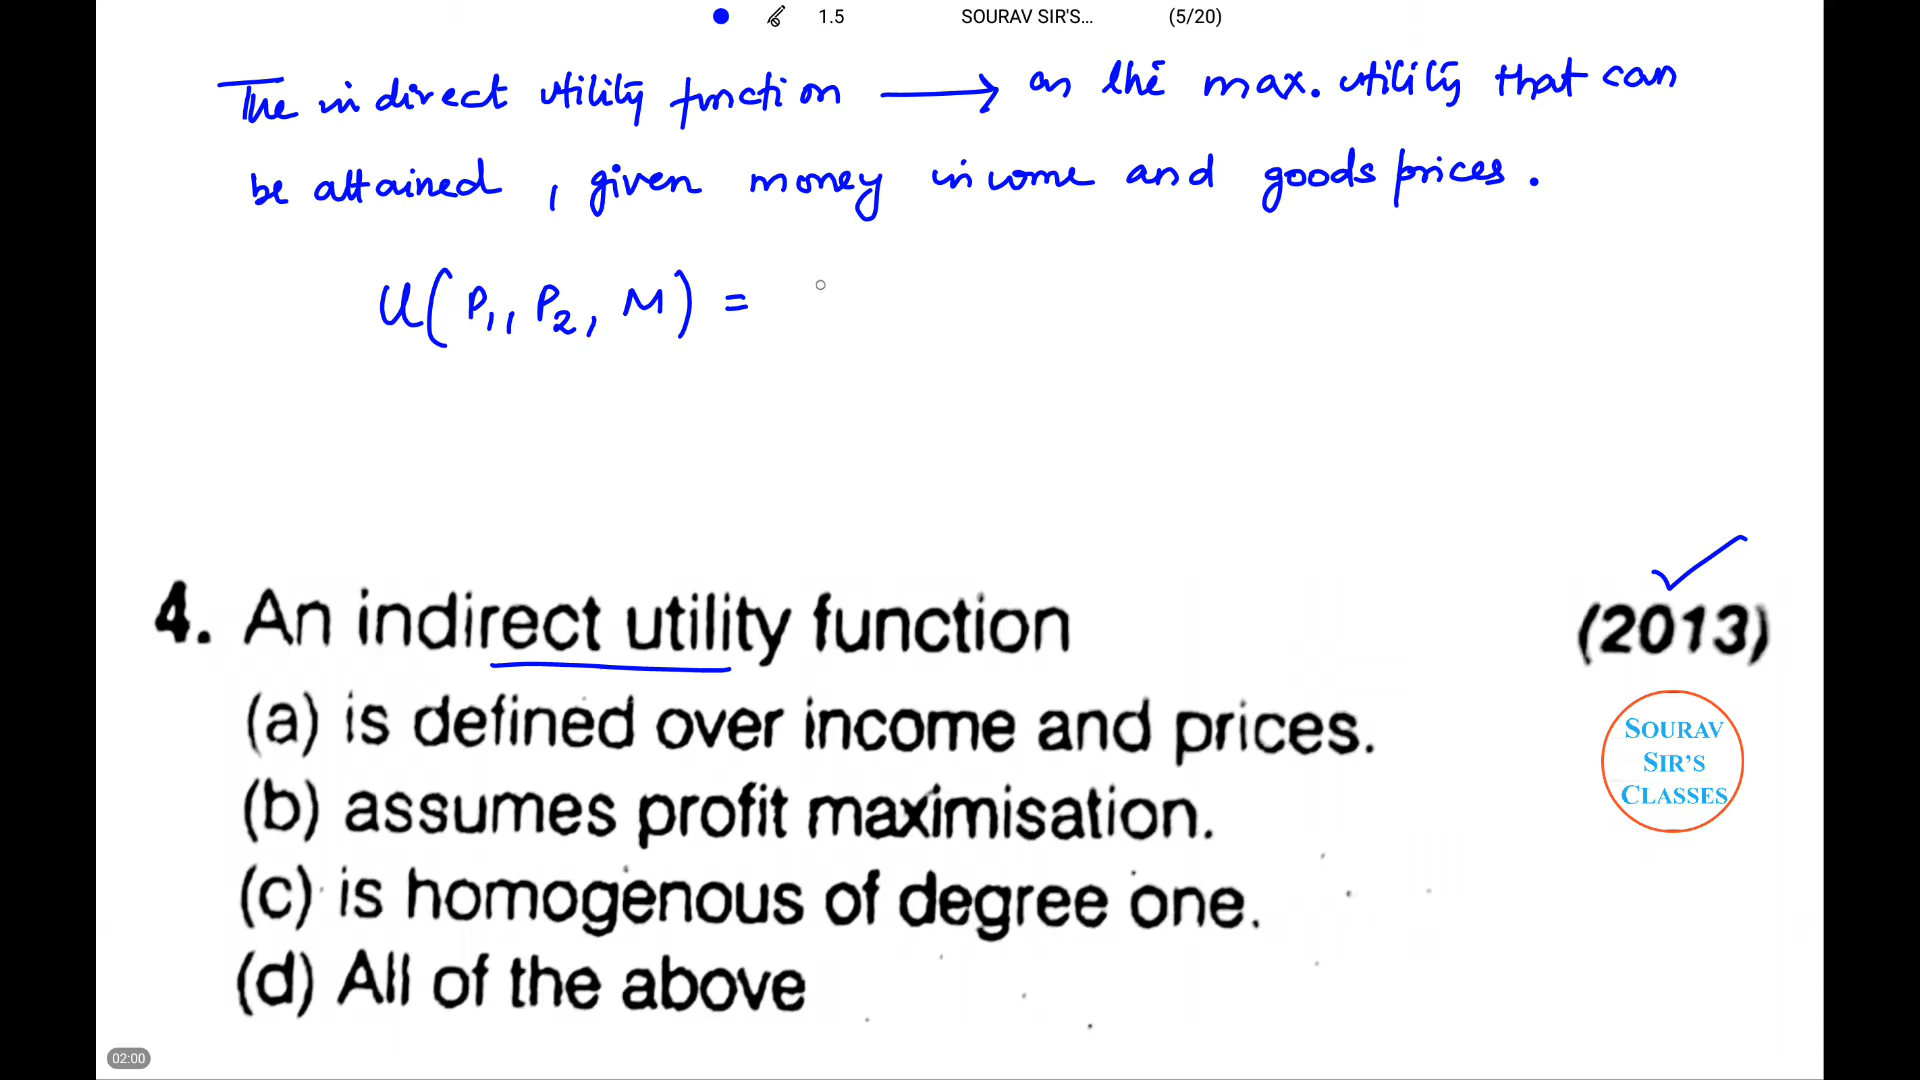 1.5 SOURAV SIR'S... (5/20)
The indirect utility function ⟶ as the max. utility that can
be attained, given money income and goods prices.
U(P₁, P₂, M) =
4. An indirect utility function (2013)
(a) is defined over income and prices.
(b) assumes profit maximisation.
(c) is homogenous of degree one.
(d) All of the above
SOURAV
SIR'S
CLASSES
02:00